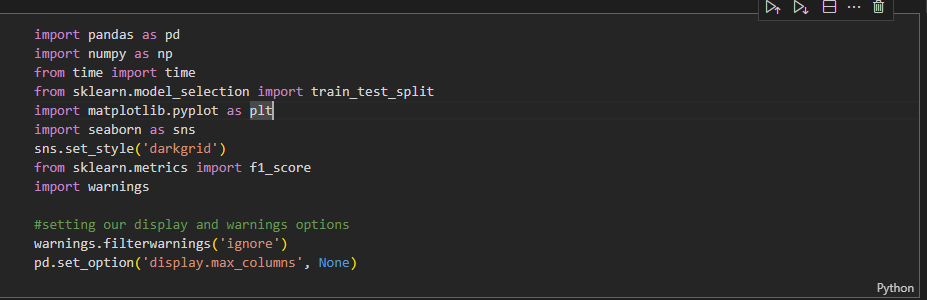 import pandas as pd
import numpy as np
from time import time
from sklearn.model_selection import train_test_split
import matplotlib.pyplot as plt
import seaborn as sns
sns.set_style('darkgrid')
from sklearn.metrics import f1_score
import warnings

#setting our display and warnings options
warnings.filterwarnings('ignore')
pd.set_option('display.max_columns', None)
Python